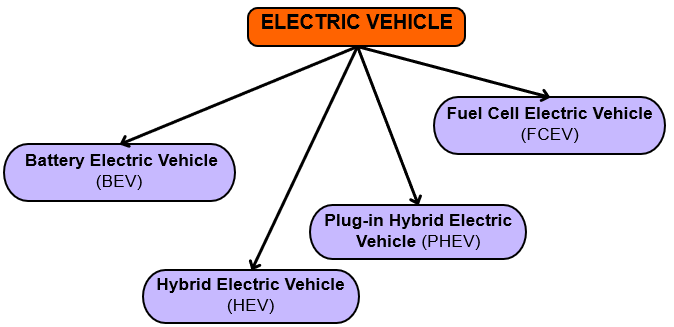 ELECTRIC VEHICLE
Fuel Cell Electric Vehicle
(FCEV)
Battery Electric Vehicle
(BEV)
Plug-in Hybrid Electric
Vehicle (PHEV)
Hybrid Electric Vehicle
(HEV)